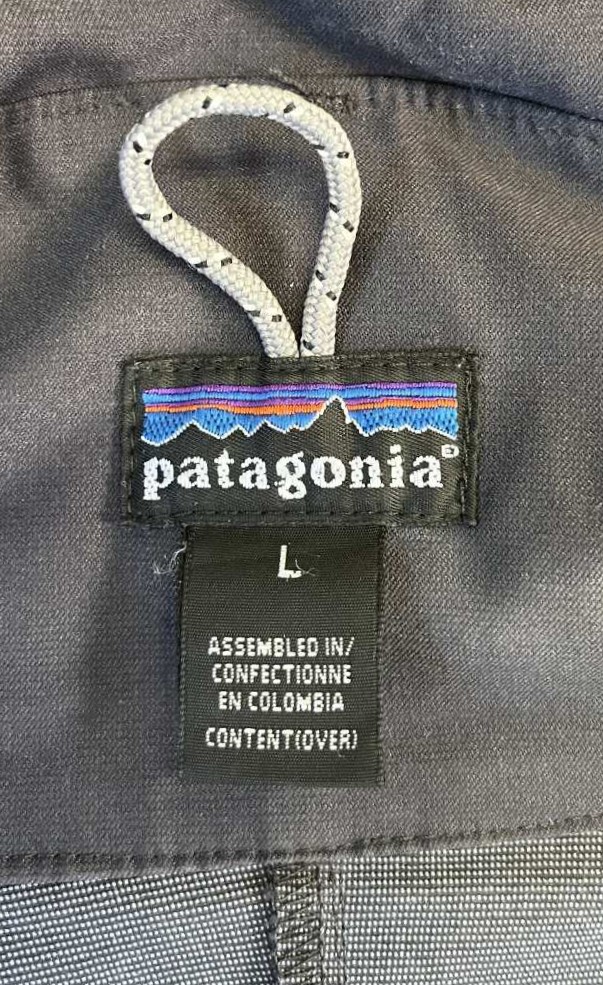 patagonia®
L
ASSEMBLED IN/
CONFECTIONNE
EN COLOMBIA
CONTENT(OVER)